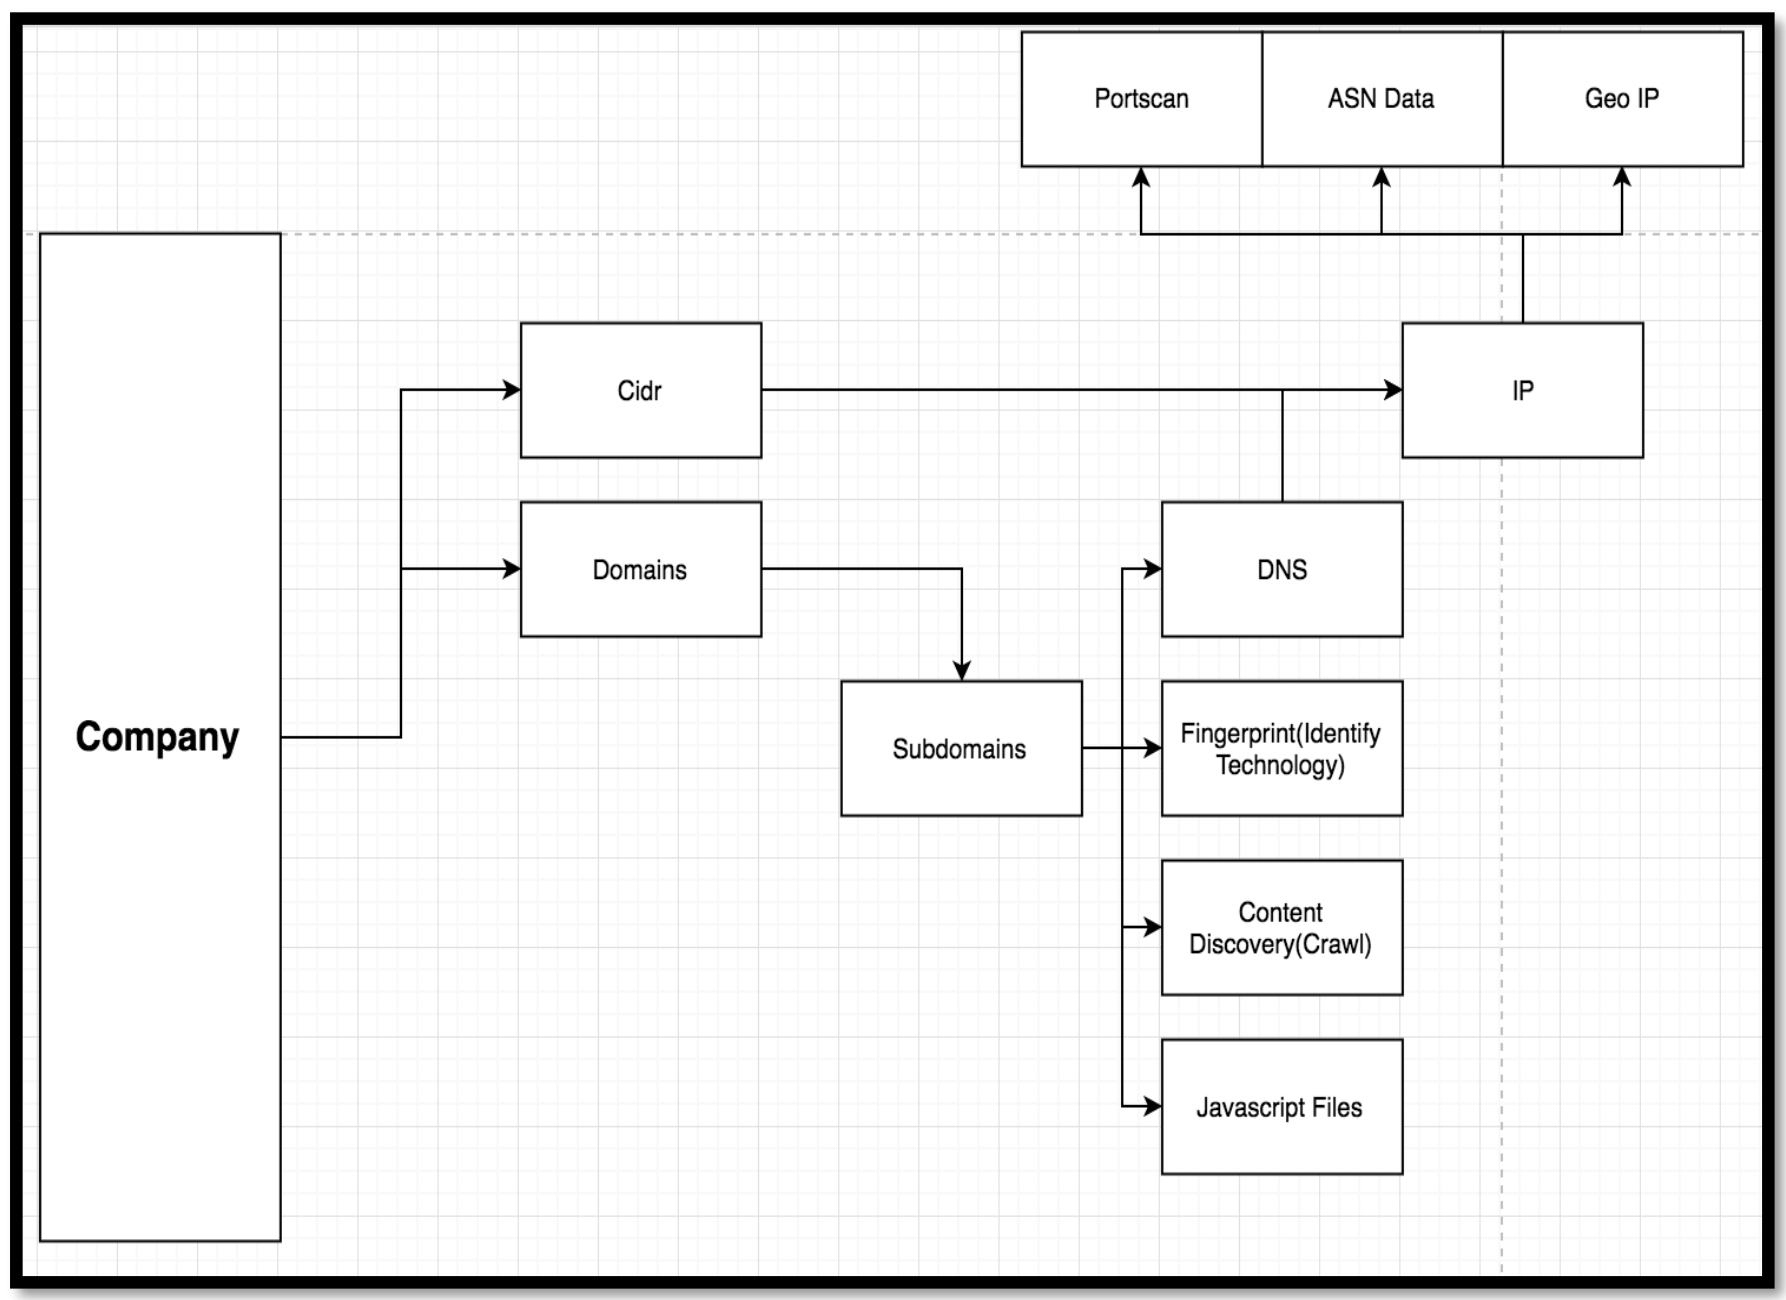 Portscan
ASN Data
Geo IP
Cidr
IP
Domains
DNS
Company
Subdomains
Fingerprint(Identify
Technology)
Content
Discovery(Crawl)
Javascript Files